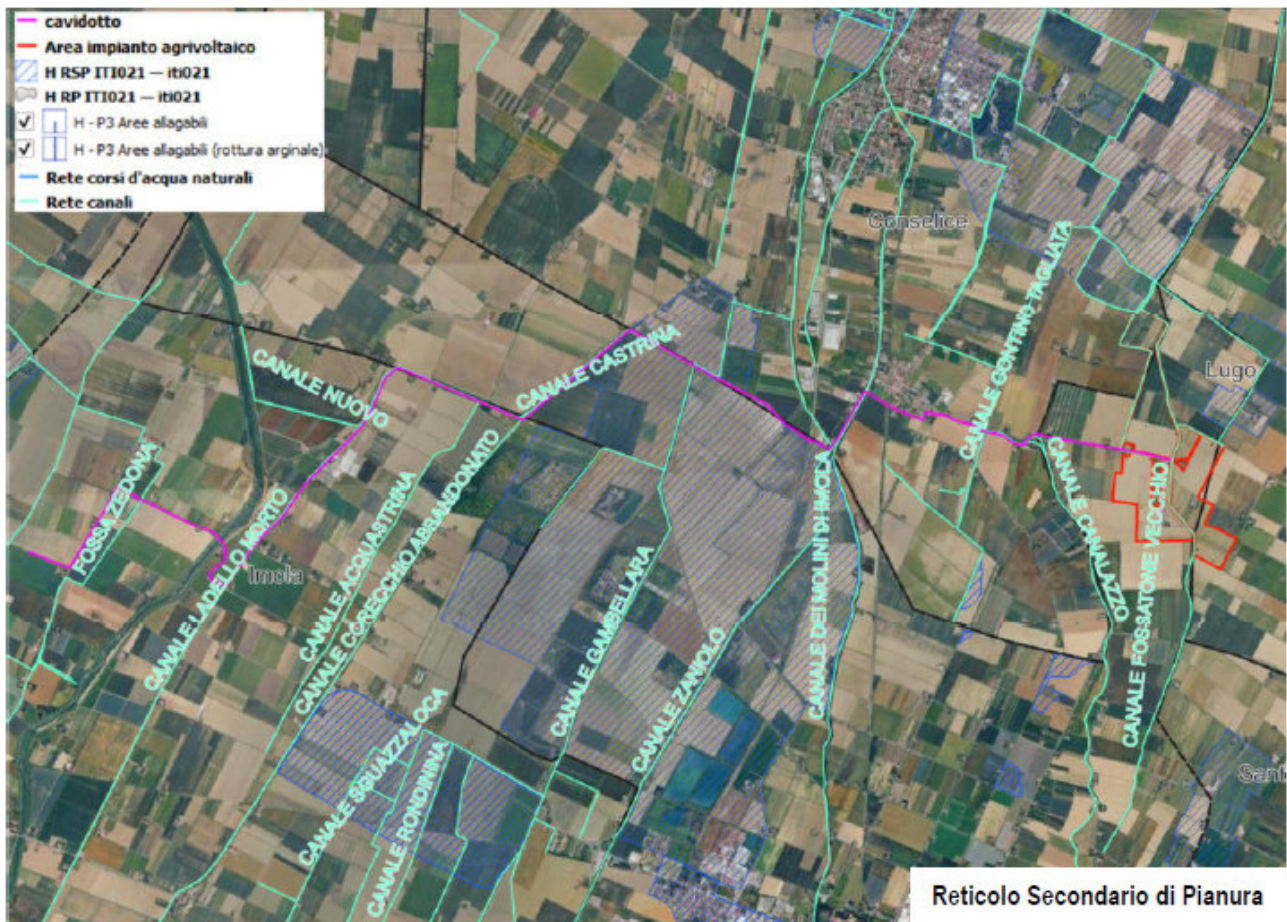 cavidotto
Area impianto agrivoltaico
H RSP ITI021 — iti021
H RP ITI021 — iti021
H - P3 Aree allagabili
H - P3 Aree allagabili (rottura arginale)
Rete corsi d'acqua naturali
Rete canali
Conselice
CANALE GONTINO-TAGLIATA
Lugo
CANALE CASTRINA
CANALE NUOVO
FOSSA ZEDONA
CANALE LADELLO MORTO
Imola
CANALE ACQUASTRINA
CANALE CORECCHIO ABBANDONATO
CANALE GAMBELLARA
CANALE ZANIOLO
CANALE DEI MOLINI DI IMOLA
CANALE CANALAZZO
CANALE FOSSATONE VECCHIO
CANALE SGUAZZALOCA
CANALE RONDININA
Reticolo Secondario di Pianura